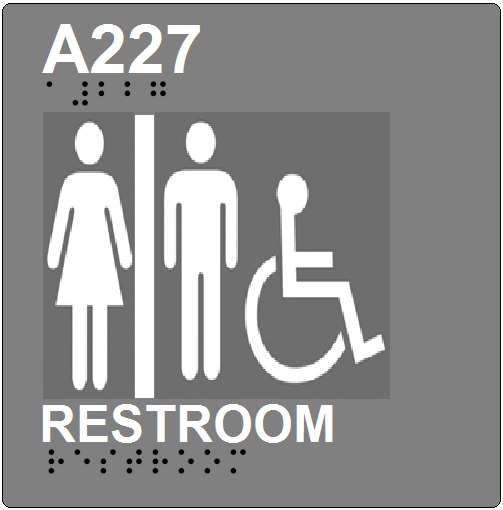 A227
⠁⠼⠃⠃⠛
RESTROOM
⠗⠑⠎⠞⠗⠕⠕⠍